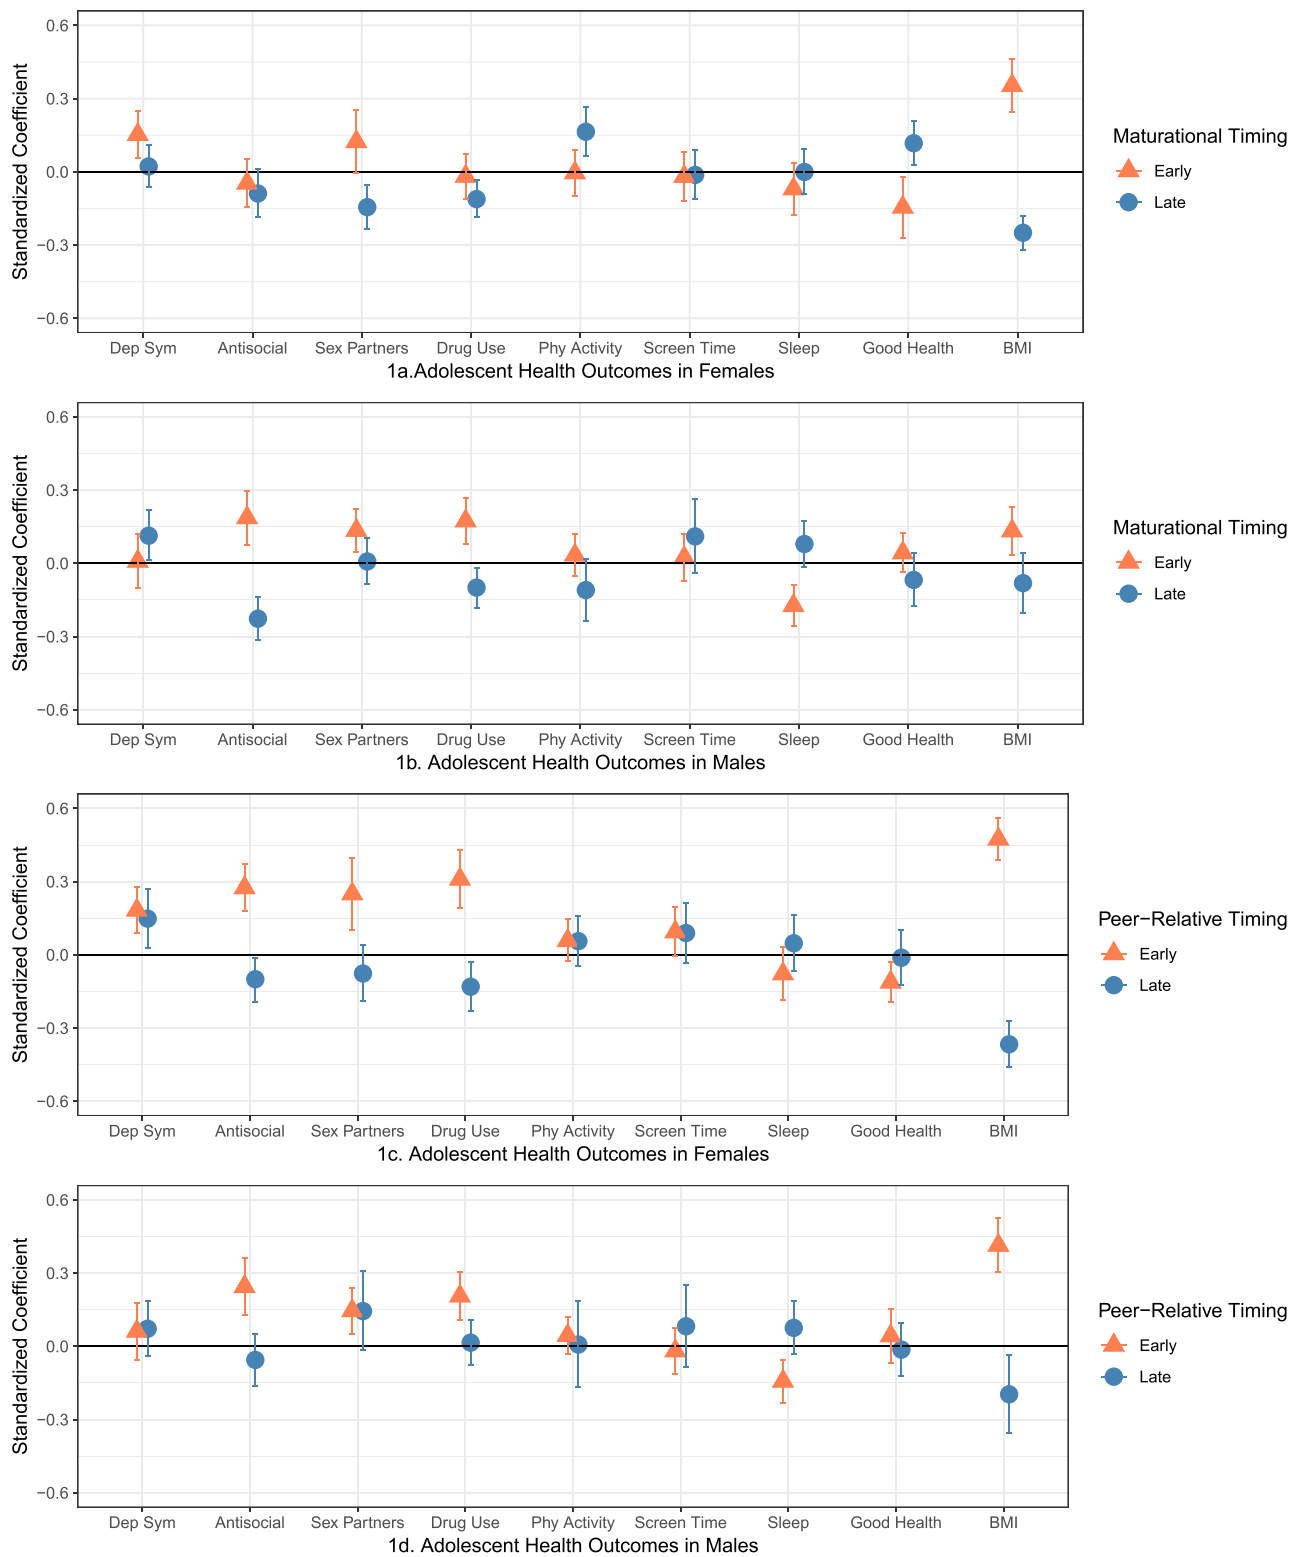 0.6
0.3
0.0
−0.3
−0.6
Standardized Coefficient
Dep Sym Antisocial Sex Partners Drug Use Phy Activity Screen Time Sleep Good Health BMI
1a.Adolescent Health Outcomes in Females
Maturational Timing
Early
Late
0.6
0.3
0.0
−0.3
−0.6
Standardized Coefficient
Dep Sym Antisocial Sex Partners Drug Use Phy Activity Screen Time Sleep Good Health BMI
1b. Adolescent Health Outcomes in Males
Maturational Timing
Early
Late
0.6
0.3
0.0
−0.3
−0.6
Standardized Coefficient
Dep Sym Antisocial Sex Partners Drug Use Phy Activity Screen Time Sleep Good Health BMI
1c. Adolescent Health Outcomes in Females
Peer−Relative Timing
Early
Late
0.6
0.3
0.0
−0.3
−0.6
Standardized Coefficient
Dep Sym Antisocial Sex Partners Drug Use Phy Activity Screen Time Sleep Good Health BMI
1d. Adolescent Health Outcomes in Males
Peer−Relative Timing
Early
Late